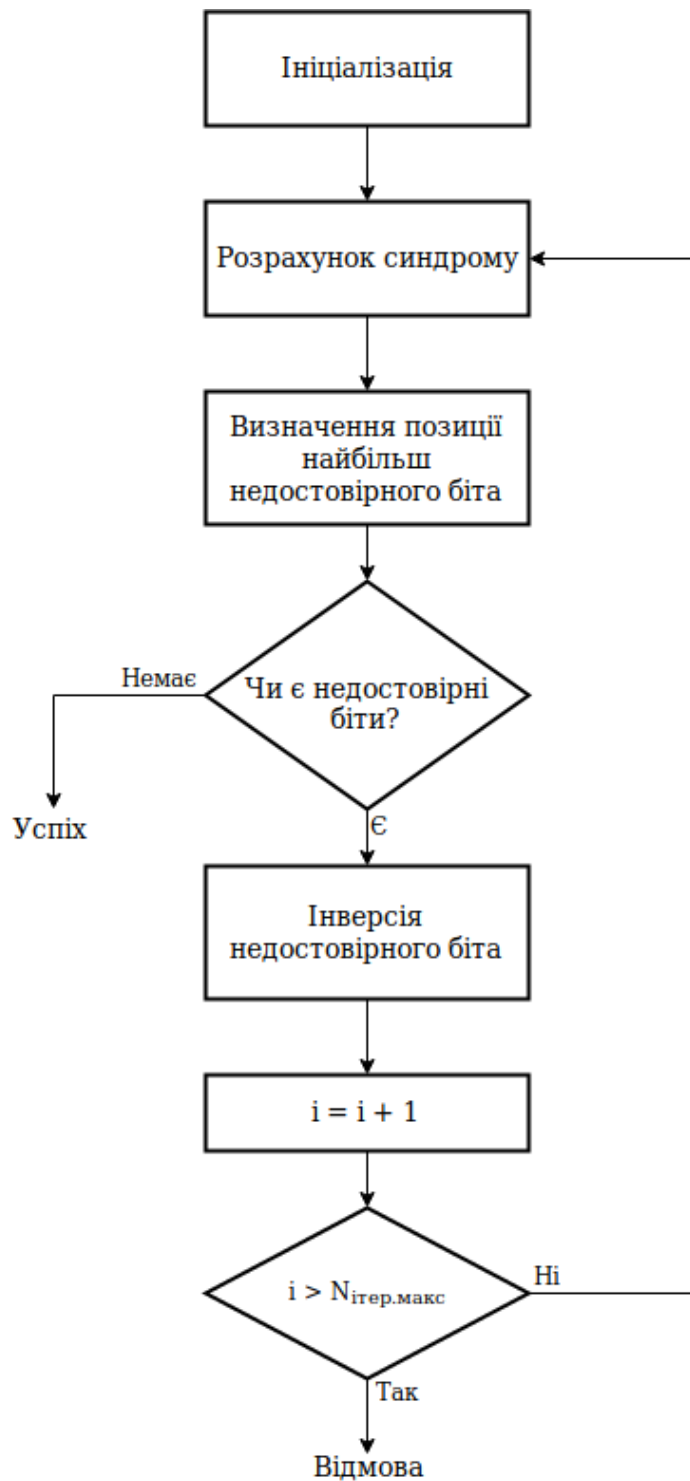 Ініціалізація
Розрахунок синдрому
Визначення позиції
найбільш
недостовірного біта
Немає
Чи є недостовірні
біти?
Успіх
Є
Інверсія
недостовірного біта
i = i + 1
i > Nітер.макс
Ні
Так
Відмова